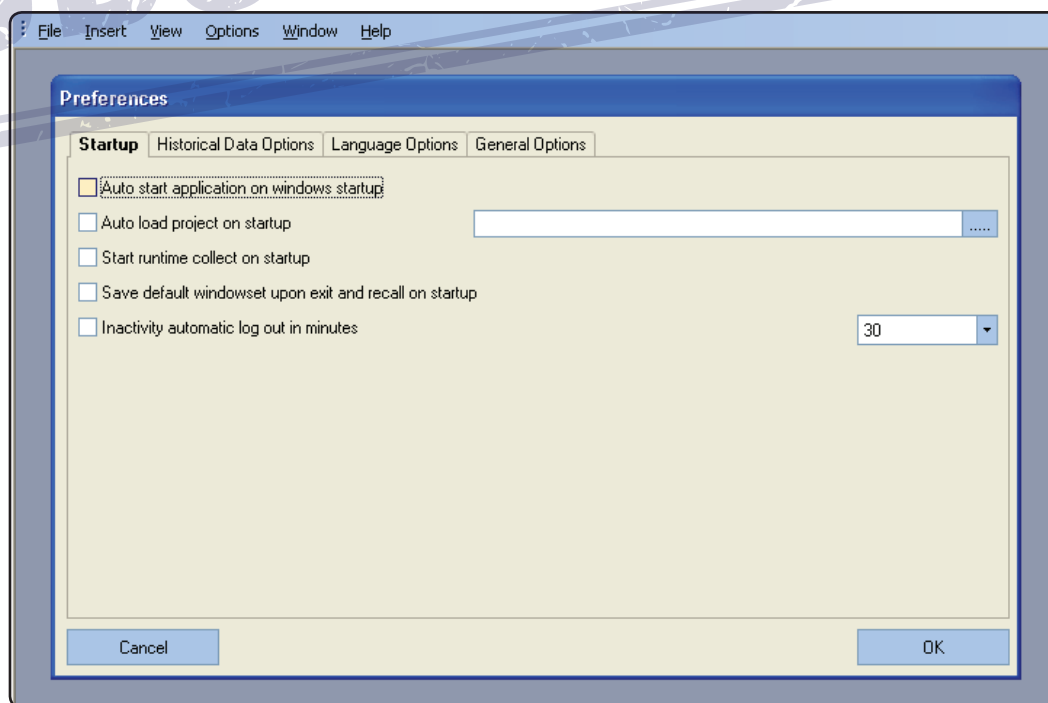 File Insert View Options Window Help
Preferences
Startup Historical Data Options Language Options General Options
Auto start application on windows startup
Auto load project on startup .....
Start runtime collect on startup
Save default windowset upon exit and recall on startup
Inactivity automatic log out in minutes 30
Cancel OK